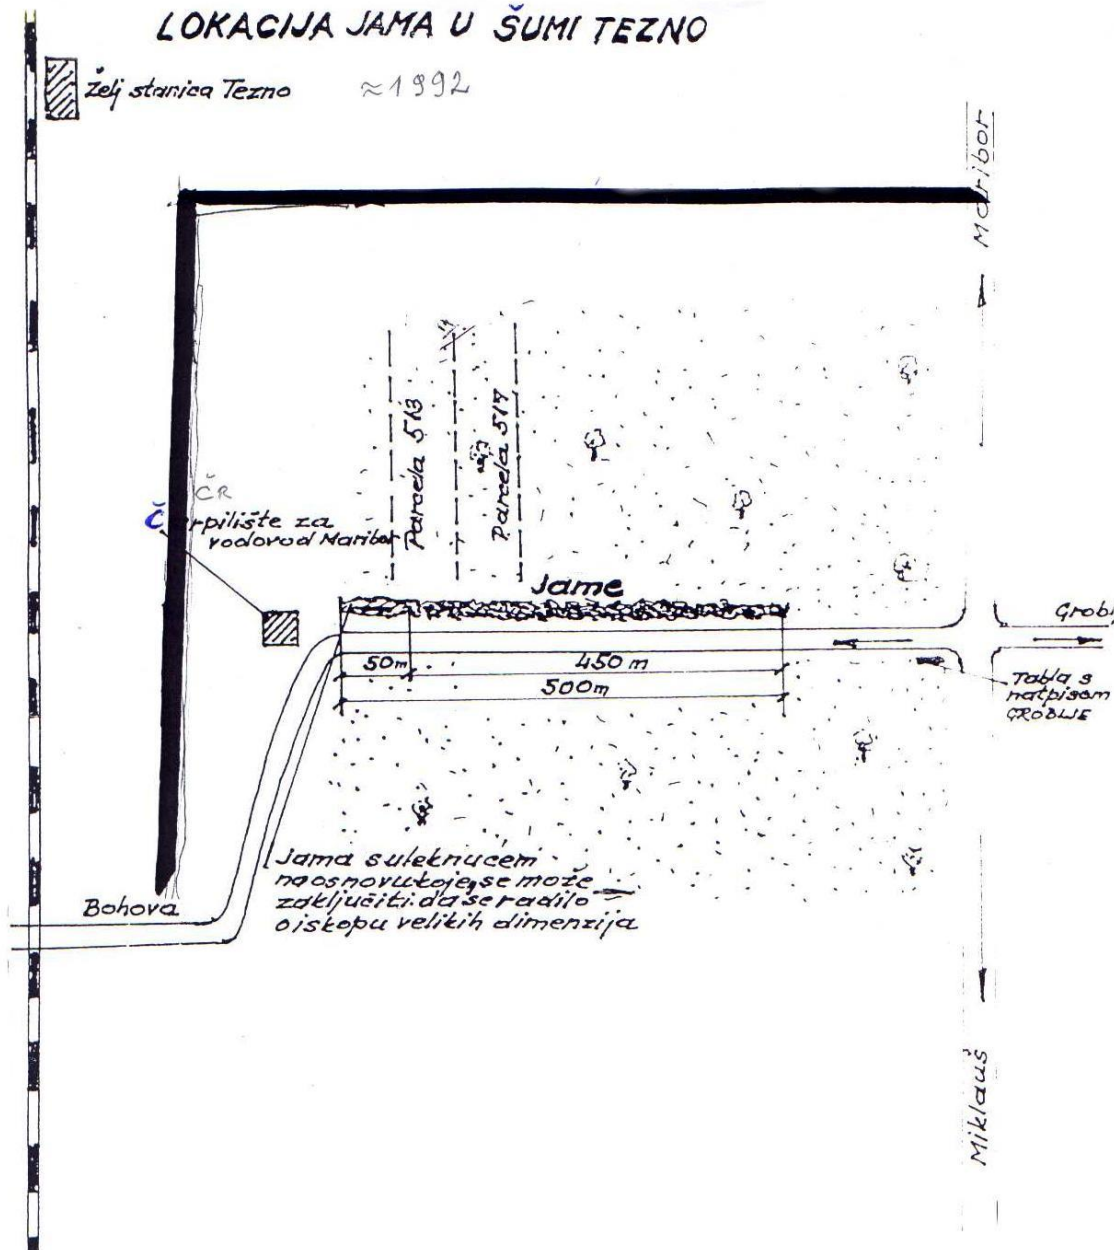 LOKACIJA JAMA U ŠUMI TEZNO
želj stanica Tezno
≈1992
Maribor
Parcela 513
Parcela 517
ČR
Črpilište za
vodovod Maribor
Jame
Groblj
50m
450 m
500m
Tabla s
natpisom
GROBLJE
Jama s uleknućem
na osnovu koje, se može
zaključiti da se radilo
o iskopu velikih dimenzija
Bohova
Miklauš